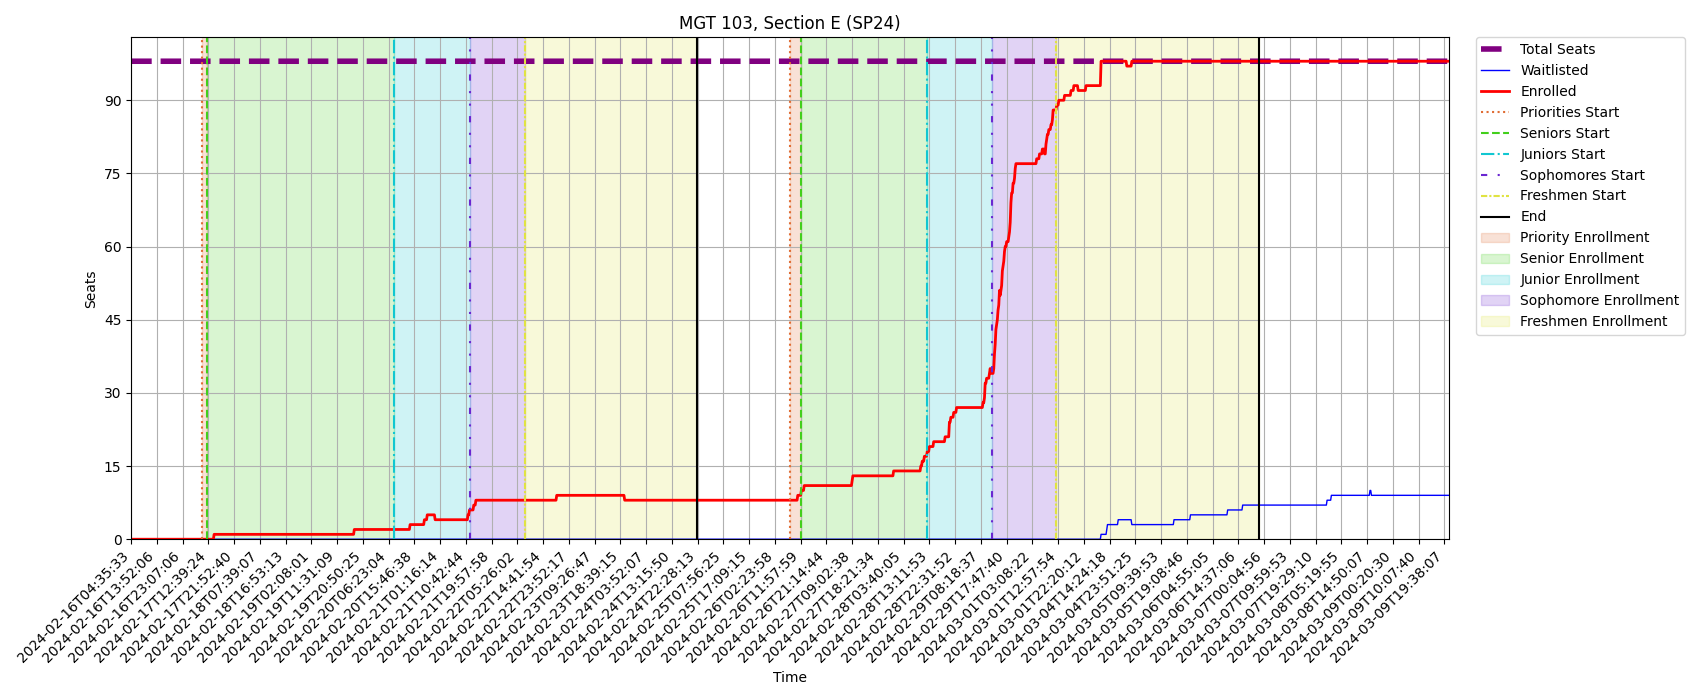 MGT 103, Section E (SP24)
Seats
90
75
60
45
30
15
0
2024-02-16T04:35:33
2024-02-16T13:52:06
2024-02-16T23:07:06
2024-02-17T12:39:24
2024-02-17T21:52:40
2024-02-18T07:39:07
2024-02-18T16:53:13
2024-02-19T02:08:01
2024-02-19T11:31:09
2024-02-19T20:50:25
2024-02-20T06:23:04
2024-02-20T15:46:38
2024-02-21T01:16:14
2024-02-21T10:42:44
2024-02-21T19:57:58
2024-02-22T05:26:02
2024-02-22T14:41:54
2024-02-22T23:52:17
2024-02-23T09:26:47
2024-02-23T18:39:15
2024-02-24T03:52:07
2024-02-24T13:15:50
2024-02-24T22:28:13
2024-02-25T07:56:25
2024-02-25T17:09:15
2024-02-26T02:23:58
2024-02-26T11:57:59
2024-02-26T21:14:44
2024-02-27T09:02:38
2024-02-27T18:21:34
2024-02-28T03:40:05
2024-02-28T13:11:53
2024-02-28T22:31:52
2024-02-29T08:18:37
2024-02-29T17:47:40
2024-03-01T03:08:22
2024-03-01T12:57:54
2024-03-01T22:20:12
2024-03-04T14:24:18
2024-03-04T23:51:25
2024-03-05T09:39:53
2024-03-05T19:08:46
2024-03-06T04:55:05
2024-03-06T14:37:06
2024-03-07T00:04:56
2024-03-07T09:59:53
2024-03-07T19:29:10
2024-03-08T05:19:55
2024-03-08T14:50:07
2024-03-09T00:20:30
2024-03-09T10:07:40
2024-03-09T19:38:07
Time
Total Seats
Waitlisted
Enrolled
Priorities Start
Seniors Start
Juniors Start
Sophomores Start
Freshmen Start
End
Priority Enrollment
Senior Enrollment
Junior Enrollment
Sophomore Enrollment
Freshmen Enrollment